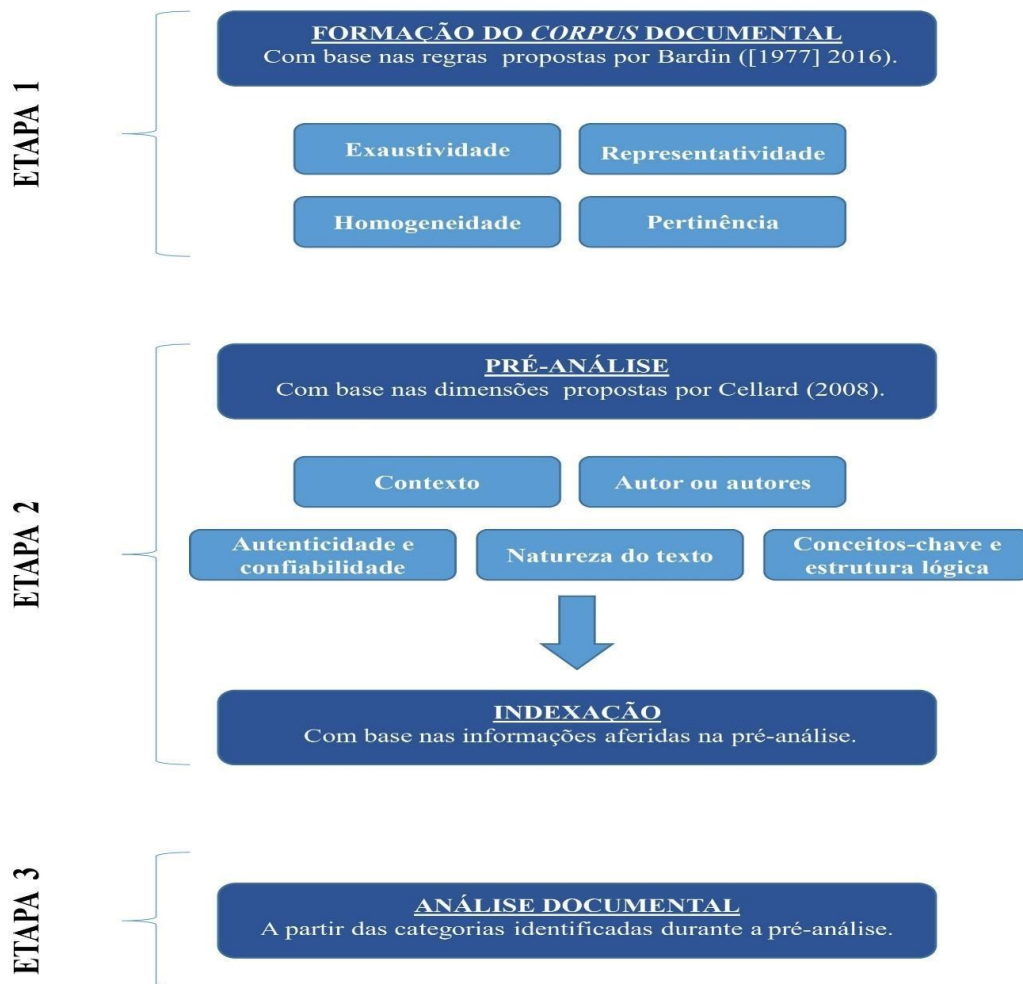 ETAPA 1
FORMAÇÃO DO CORPUS DOCUMENTAL
Com base nas regras propostas por Bardin ([1977] 2016).
Exaustividade
Representatividade
Homogeneidade
Pertinência
ETAPA 2
PRÉ-ANÁLISE
Com base nas dimensões propostas por Cellard (2008).
Contexto
Autor ou autores
Autenticidade e
confiabilidade
Natureza do texto
Conceitos-chave e
estrutura lógica
INDEXAÇÃO
Com base nas informações aferidas na pré-análise.
ETAPA 3
ANÁLISE DOCUMENTAL
A partir das categorias identificadas durante a pré-análise.